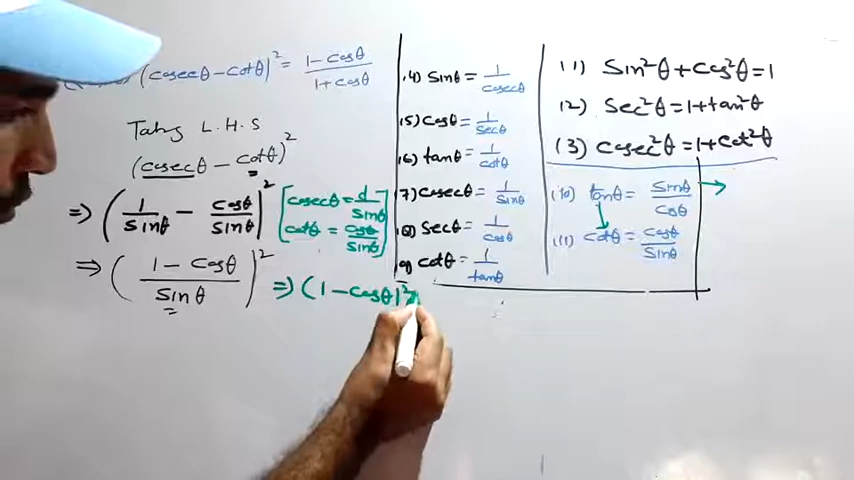 (cosecθ-cotθ)² = 1-cosθ/1+cosθ
Taking L.H.S
(cosecθ - cotθ)²
=> (1/sinθ - cosθ/sinθ)² [cosecθ = 1/sinθ
cotθ = cosθ/sinθ]
=> (1 - cosθ/sinθ)² => (1-cosθ)²
(4) sinθ = 1/cosecθ
(5) cosθ = 1/secθ
(6) tanθ = 1/cotθ
(7) cosecθ = 1/sinθ
(8) secθ = 1/cosθ
(9) cotθ = 1/tanθ
(1) Sin²θ+Cos²θ=1
(2) Sec²θ=1+tan²θ
(3) Cosec²θ=1+Cot²θ
(10) tanθ = sinθ/cosθ →
(11) cotθ = cosθ/sinθ